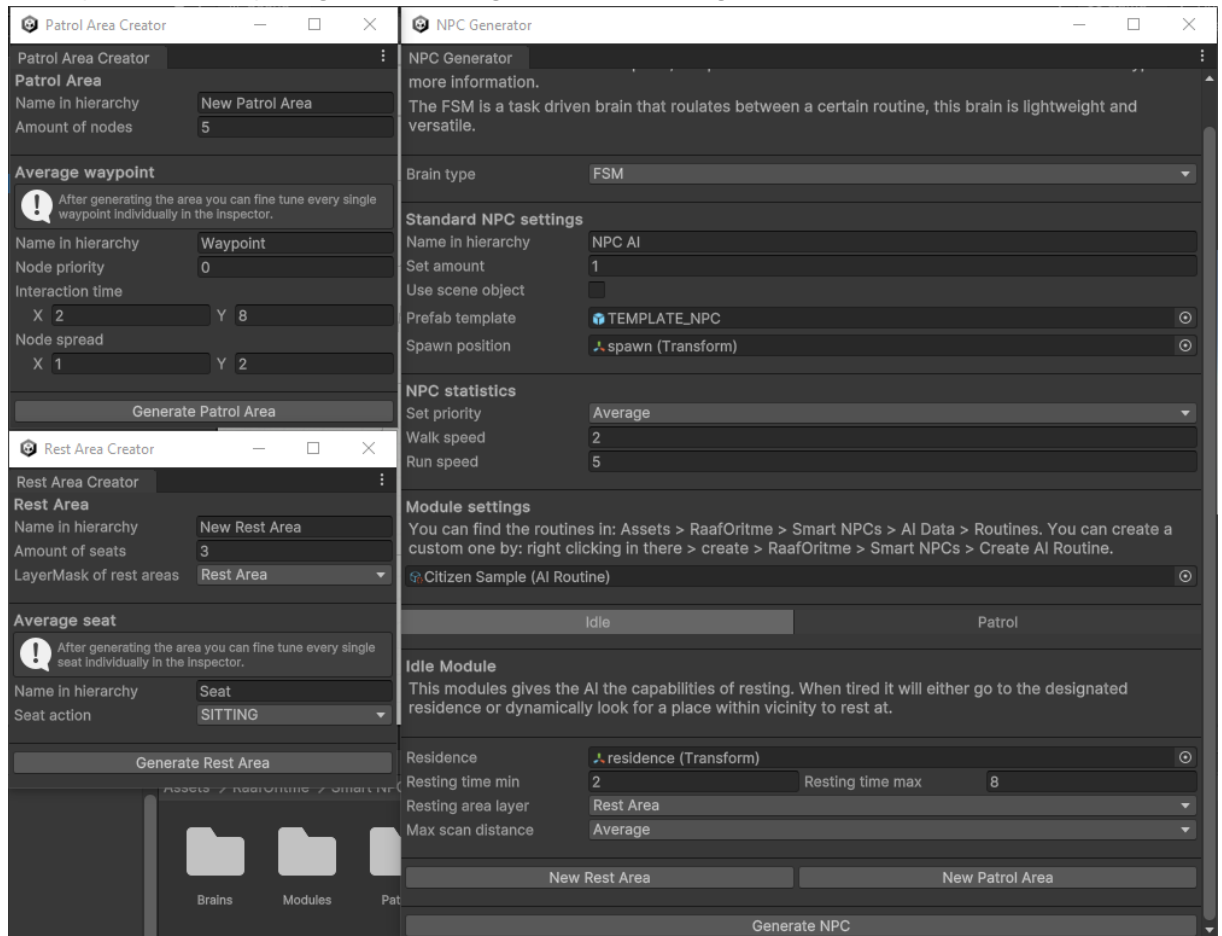 Patrol Area Creator
Patrol Area Creator
Patrol Area
Name in hierarchy New Patrol Area
Amount of nodes 5
Average waypoint
After generating the area you can fine tune every single
waypoint individually in the inspector.
Name in hierarchy Waypoint
Node priority 0
Interaction time
X 2 Y 8
Node spread
X 1 Y 2
Generate Patrol Area
Rest Area Creator
Rest Area Creator
Rest Area
Name in hierarchy New Rest Area
Amount of seats 3
LayerMask of rest areas Rest Area
Average seat
After generating the area you can fine tune every single
seat individually in the inspector.
Name in hierarchy Seat
Seat action SITTING
Generate Rest Area
Assets > RaafOritme > Smart NPC
Brains Modules Pat
NPC Generator
NPC Generator
more information.
The FSM is a task driven brain that roulates between a certain routine, this brain is lightweight and
versatile.
Brain type FSM
Standard NPC settings
Name in hierarchy NPC AI
Set amount 1
Use scene object
Prefab template TEMPLATE_NPC
Spawn position spawn (Transform)
NPC statistics
Set priority Average
Walk speed 2
Run speed 5
Module settings
You can find the routines in: Assets > RaafOritme > Smart NPCs > AI Data > Routines. You can create a
custom one by: right clicking in there > create > RaafOritme > Smart NPCs > Create AI Routine.
Citizen Sample (AI Routine)
Idle Patrol
Idle Module
This modules gives the AI the capabilities of resting. When tired it will either go to the designated
residence or dynamically look for a place within vicinity to rest at.
Residence residence (Transform)
Resting time min 2 Resting time max 8
Resting area layer Rest Area
Max scan distance Average
New Rest Area New Patrol Area
Generate NPC